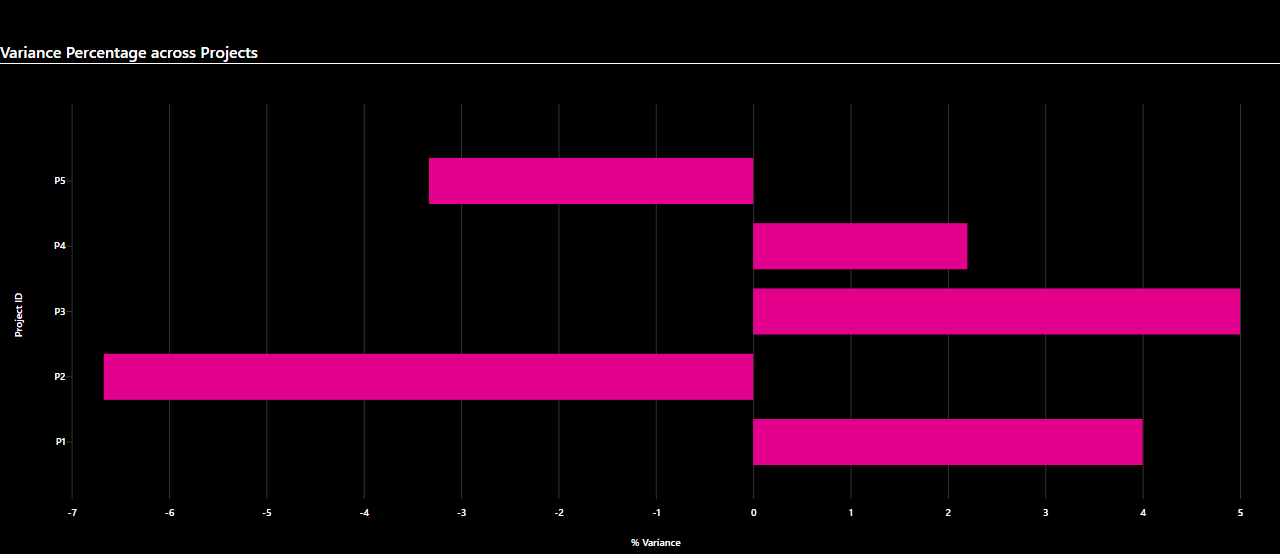 Variance Percentage across Projects
P5
P4
P3
P2
P1
Project ID
-7 -6 -5 -4 -3 -2 -1 0 1 2 3 4 5
% Variance